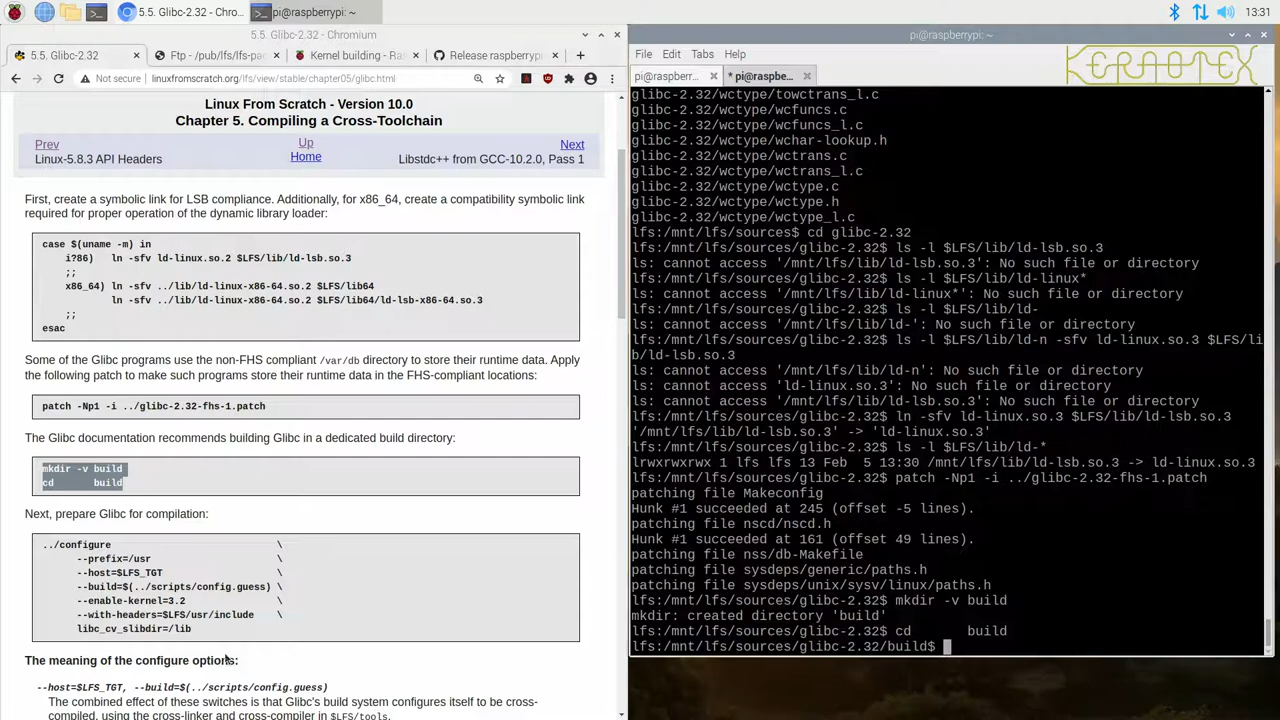 5.5. Glibc-2.32 - Chro...
pi@raspberrypi: ~
13:31
5.5. Glibc-2.32 - Chromium
5.5. Glibc-2.32
Ftp - /pub/lfs/lfs-pa
Kernel building - Ras
Release raspberrypi
Not secure | linuxfromscratch.org/lfs/view/stable/chapter05/glibc.html
Linux From Scratch - Version 10.0
Chapter 5. Compiling a Cross-Toolchain
Prev
Up
Next
Linux-5.8.3 API Headers
Home
Libstdc++ from GCC-10.2.0, Pass 1
First, create a symbolic link for LSB compliance. Additionally, for x86_64, create a compatibility symbolic link
required for proper operation of the dynamic library loader:
case $(uname -m) in
i?86) ln -sfv ld-linux.so.2 $LFS/lib/ld-lsb.so.3
;;
x86_64) ln -sfv ../lib/ld-linux-x86-64.so.2 $LFS/lib64
ln -sfv ../lib/ld-linux-x86-64.so.2 $LFS/lib64/ld-lsb-x86-64.so.3
;;
esac
Some of the Glibc programs use the non-FHS compliant /var/db directory to store their runtime data. Apply
the following patch to make such programs store their runtime data in the FHS-compliant locations:
patch -Np1 -i ../glibc-2.32-fhs-1.patch
The Glibc documentation recommends building Glibc in a dedicated build directory:
mkdir -v build
cd build
Next, prepare Glibc for compilation:
../configure \
--prefix=/usr \
--host=$LFS_TGT \
--build=$(../scripts/config.guess) \
--enable-kernel=3.2 \
--with-headers=$LFS/usr/include \
libc_cv_slibdir=/lib
The meaning of the configure options:
--host=$LFS_TGT, --build=$(../scripts/config.guess)
The combined effect of these switches is that Glibc's build system configures itself to be cross-
compiled, using the cross-linker and cross-compiler in $LFS/tools.
pi@raspberrypi: ~
File Edit Tabs Help
KERNOTEX
pi@raspberr...
* pi@raspbe...
glibc-2.32/wctype/towctrans_l.c
glibc-2.32/wctype/wcfuncs.c
glibc-2.32/wctype/wcfuncs_l.c
glibc-2.32/wctype/wchar-lookup.h
glibc-2.32/wctype/wctrans.c
glibc-2.32/wctype/wctrans_l.c
glibc-2.32/wctype/wctype.c
glibc-2.32/wctype/wctype.h
glibc-2.32/wctype/wctype_l.c
lfs:/mnt/lfs/sources$ cd glibc-2.32
lfs:/mnt/lfs/sources/glibc-2.32$ ls -l $LFS/lib/ld-lsb.so.3
ls: cannot access '/mnt/lfs/lib/ld-lsb.so.3': No such file or directory
lfs:/mnt/lfs/sources/glibc-2.32$ ls -l $LFS/lib/ld-linux*
ls: cannot access '/mnt/lfs/lib/ld-linux*': No such file or directory
lfs:/mnt/lfs/sources/glibc-2.32$ ls -l $LFS/lib/ld-
ls: cannot access '/mnt/lfs/lib/ld-': No such file or directory
lfs:/mnt/lfs/sources/glibc-2.32$ ls -l $LFS/lib/ld-n -sfv ld-linux.so.3 $LFS/li
b/ld-lsb.so.3
ls: cannot access '/mnt/lfs/lib/ld-n': No such file or directory
ls: cannot access 'ld-linux.so.3': No such file or directory
ls: cannot access '/mnt/lfs/lib/ld-lsb.so.3': No such file or directory
lfs:/mnt/lfs/sources/glibc-2.32$ ln -sfv ld-linux.so.3 $LFS/lib/ld-lsb.so.3
'/mnt/lfs/lib/ld-lsb.so.3' -> 'ld-linux.so.3'
lfs:/mnt/lfs/sources/glibc-2.32$ ls -l $LFS/lib/ld-*
lrwxrwxrwx 1 lfs lfs 13 Feb  5 13:30 /mnt/lfs/lib/ld-lsb.so.3 -> ld-linux.so.3
lfs:/mnt/lfs/sources/glibc-2.32$ patch -Np1 -i ../glibc-2.32-fhs-1.patch
patching file Makeconfig
Hunk #1 succeeded at 245 (offset -5 lines).
patching file nscd/nscd.h
Hunk #1 succeeded at 161 (offset 49 lines).
patching file nss/db-Makefile
patching file sysdeps/generic/paths.h
patching file sysdeps/unix/sysv/linux/paths.h
lfs:/mnt/lfs/sources/glibc-2.32$ mkdir -v build
mkdir: created directory 'build'
lfs:/mnt/lfs/sources/glibc-2.32$ cd build
lfs:/mnt/lfs/sources/glibc-2.32/build$